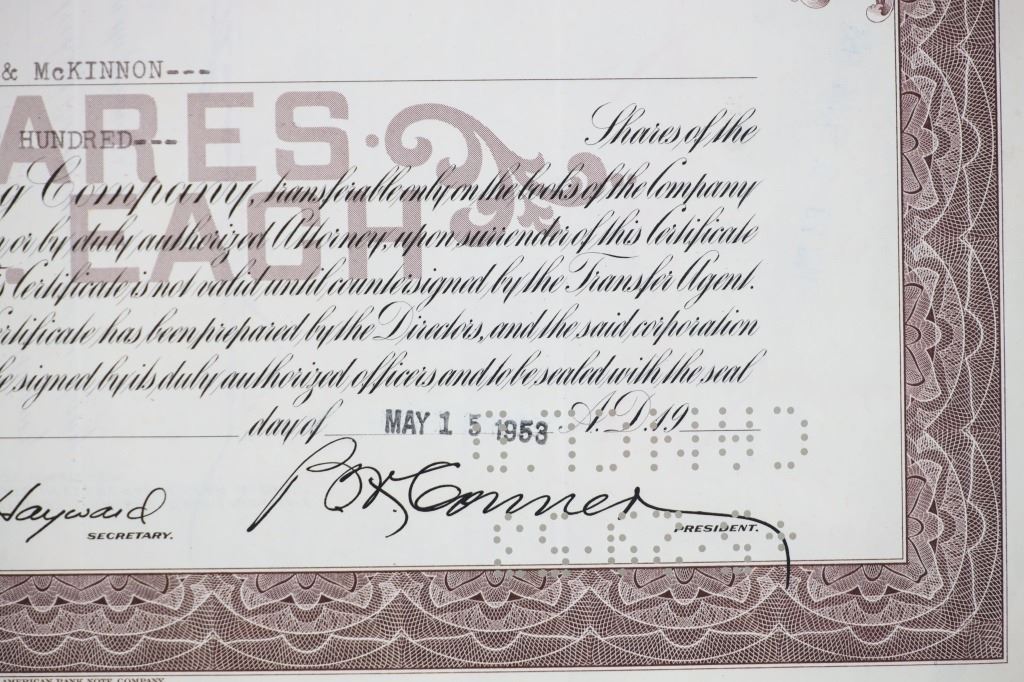 & McKINNON---
ARES
HUNDRED---
Shares of the
g Company, transferable only on the books of the Company
EACH
or by duly authorized Attorney, upon surrender of this Certificate
Certificate is not valid until countersigned by the Transfer Agent.
ertificate has been prepared by the Directors, and the said corporation
e signed by its duly authorized officers and to be sealed with the seal
day of MAY 15 1953 A.D. 19
Hayward
SECRETARY.
Conner
PRESIDENT.
AMERICAN BANK NOTE COMPANY